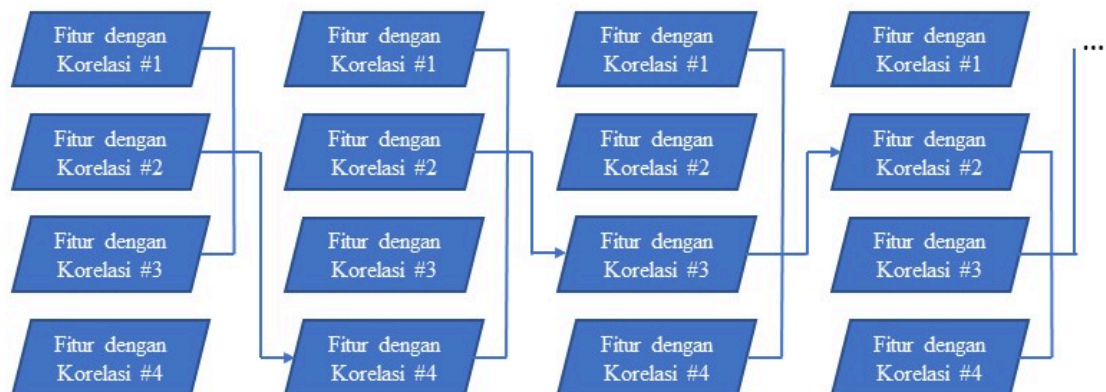 Fitur dengan
Korelasi #1
Fitur dengan
Korelasi #1
Fitur dengan
Korelasi #1
Fitur dengan
Korelasi #1
...
Fitur dengan
Korelasi #2
Fitur dengan
Korelasi #2
Fitur dengan
Korelasi #2
Fitur dengan
Korelasi #2
Fitur dengan
Korelasi #3
Fitur dengan
Korelasi #3
Fitur dengan
Korelasi #3
Fitur dengan
Korelasi #3
Fitur dengan
Korelasi #4
Fitur dengan
Korelasi #4
Fitur dengan
Korelasi #4
Fitur dengan
Korelasi #4